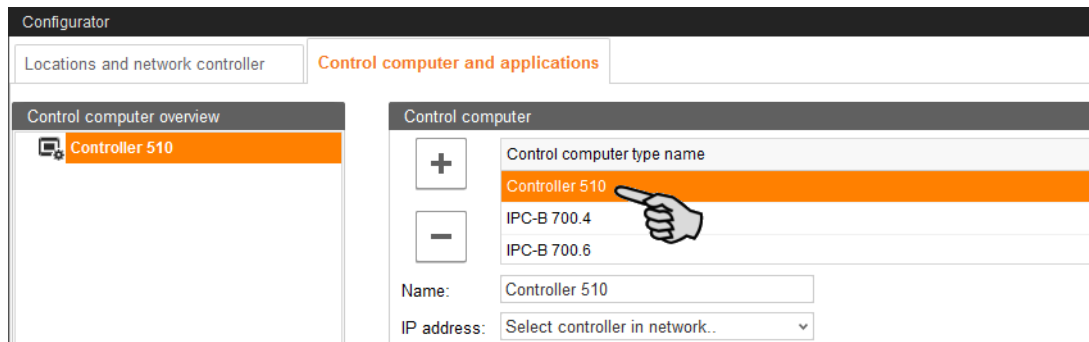 Configurator
Locations and network controller
Control computer and applications
Control computer overview
Controller 510
Control computer
Control computer type name
Controller 510
IPC-B 700.4
IPC-B 700.6
Name: Controller 510
IP address: Select controller in network..